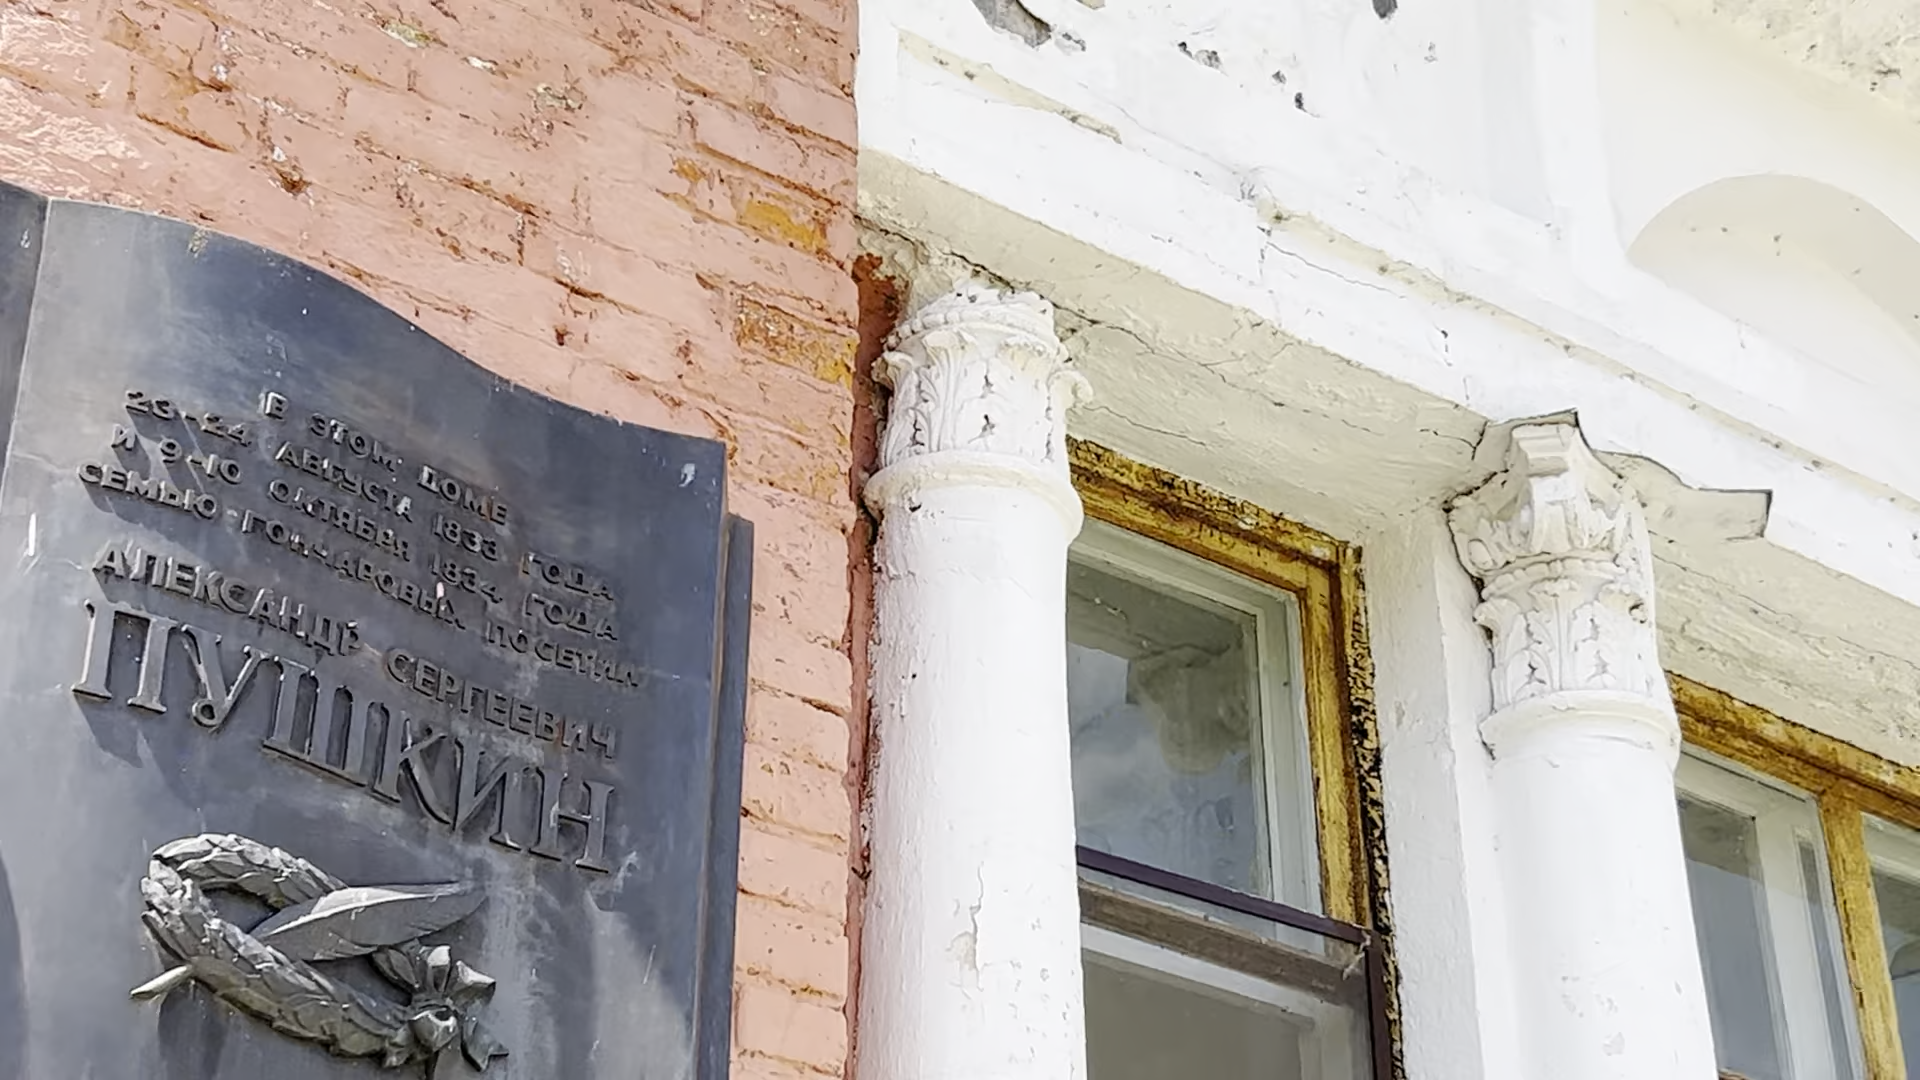 В ЭТОМ ДОМЕ
23-24 АВГУСТА 1833 ГОДА
И 9-10 ОКТЯБРЯ 1834 ГОДА
СЕМЬЮ ГОНЧАРОВЫХ ПОСЕТИЛ
АЛЕКСАНДР СЕРГЕЕВИЧ
ПУШКИН